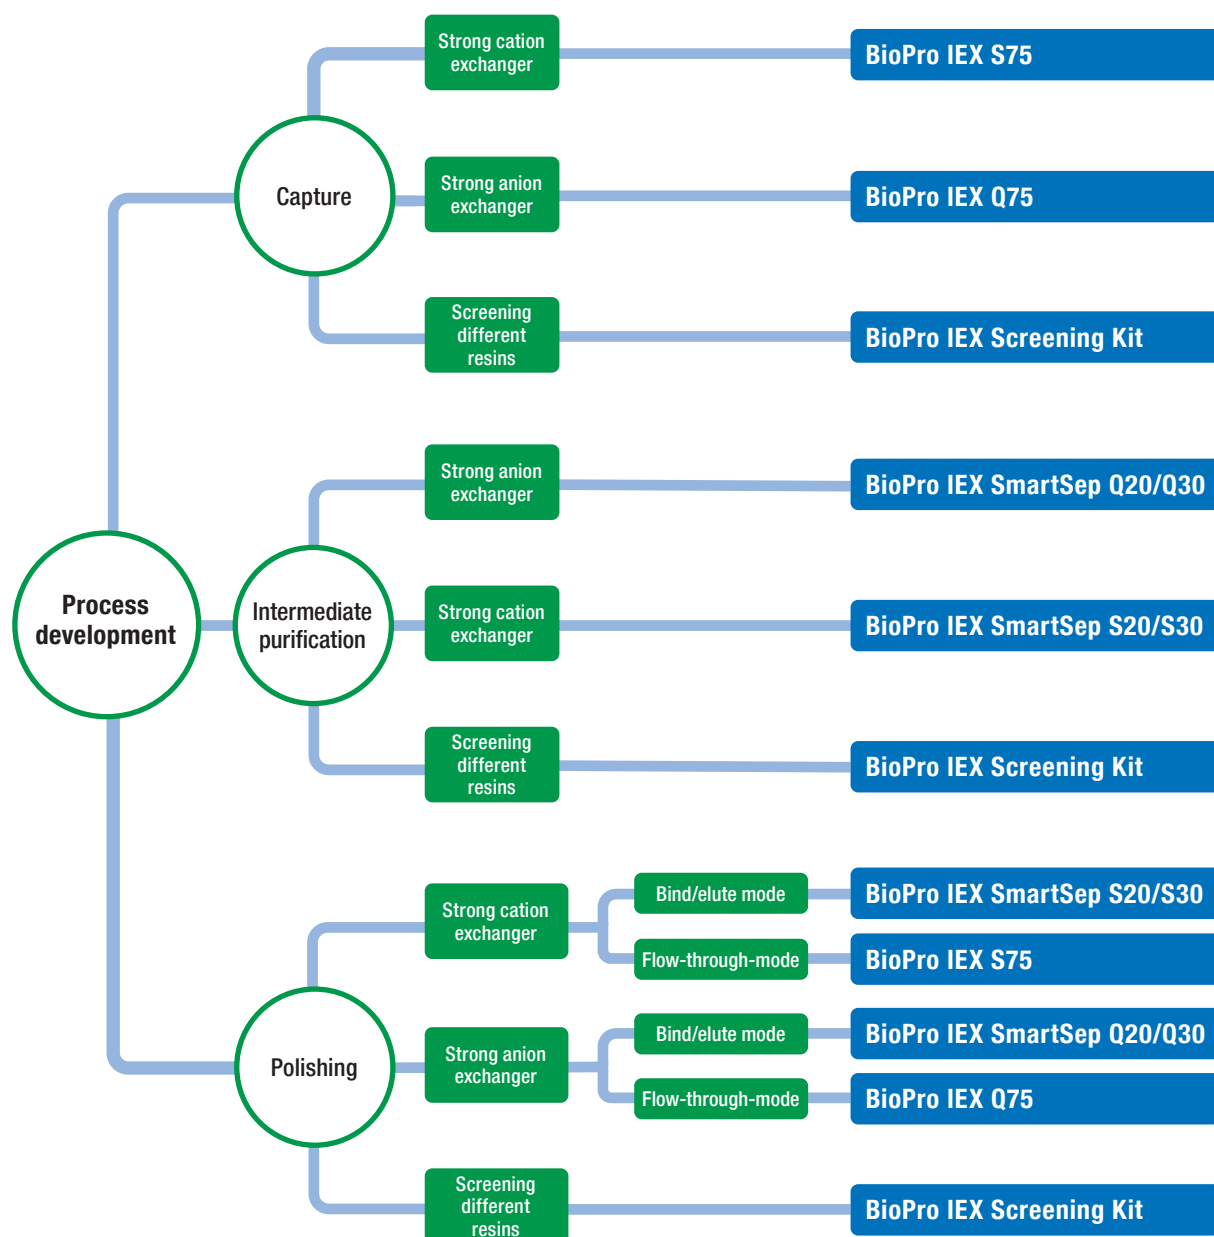 Strong cation
exchanger
BioPro IEX S75
Capture
Strong anion
exchanger
BioPro IEX Q75
Screening
different
resins
BioPro IEX Screening Kit
Strong anion
exchanger
BioPro IEX SmartSep Q20/Q30
Process
development
Intermediate
purification
Strong cation
exchanger
BioPro IEX SmartSep S20/S30
Screening
different
resins
BioPro IEX Screening Kit
Strong cation
exchanger
Bind/elute mode
BioPro IEX SmartSep S20/S30
Flow-through-mode
BioPro IEX S75
Polishing
Strong anion
exchanger
Bind/elute mode
BioPro IEX SmartSep Q20/Q30
Flow-through-mode
BioPro IEX Q75
Screening
different
resins
BioPro IEX Screening Kit